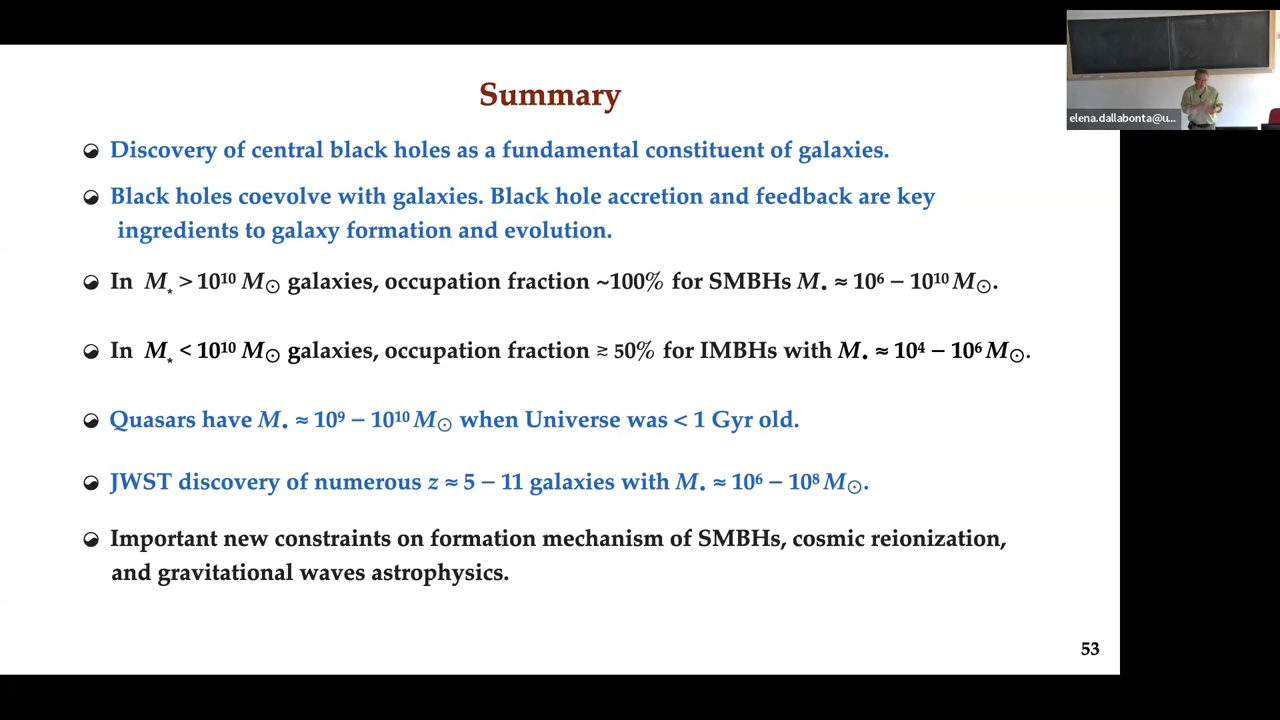 Summary
Discovery of central black holes as a fundamental constituent of galaxies.
Black holes coevolve with galaxies. Black hole accretion and feedback are key
ingredients to galaxy formation and evolution.
In M⋆ > 10¹⁰ M⊙ galaxies, occupation fraction ~100% for SMBHs M• ≈ 10⁶ − 10¹⁰ M⊙.
In M⋆ < 10¹⁰ M⊙ galaxies, occupation fraction ≳ 50% for IMBHs with M• ≈ 10⁴ − 10⁶ M⊙.
Quasars have M• ≈ 10⁹ − 10¹⁰ M⊙ when Universe was < 1 Gyr old.
JWST discovery of numerous z ≈ 5 − 11 galaxies with M• ≈ 10⁶ − 10⁸ M⊙.
Important new constraints on formation mechanism of SMBHs, cosmic reionization,
and gravitational waves astrophysics.
53
elena.dallabonta@u...